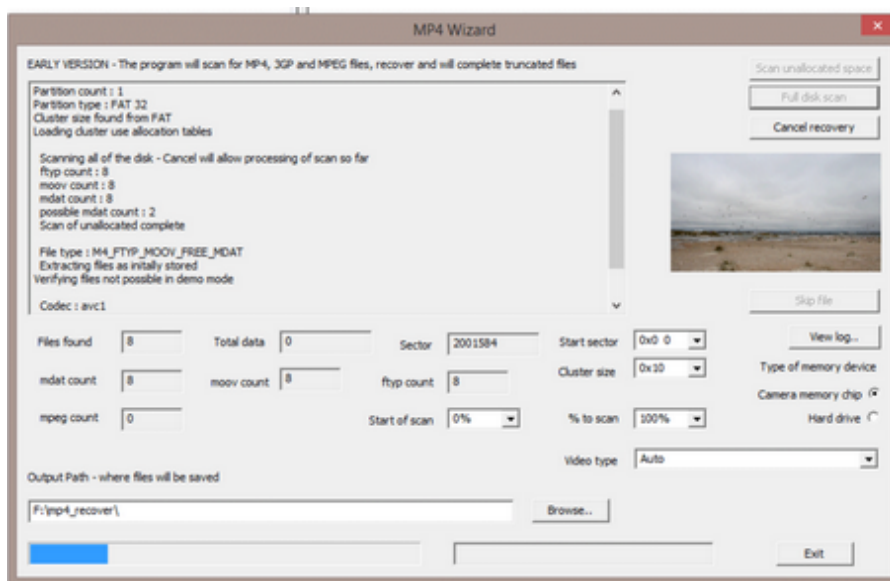 MP4 Wizard
EARLY VERSION - The program will scan for MP4, 3GP and MPEG files, recover and will complete truncated files
Scan unallocated space
Full disk scan
Cancel recovery
Partition count : 1
Partition type : FAT 32
Cluster size found from FAT
Loading cluster use allocation tables
Scanning all of the disk - Cancel will allow processing of scan so far
ftyp count : 8
moov count : 8
mdat count : 8
possible mdat count : 2
Scan of unallocated complete
File type : M4_FTYP_MOOV_FREE_MDAT
Extracting files as initally stored
Verifying files not possible in demo mode
Codec : avc1
Skip file
Files found 8 Total data 0 Sector 2001584 Start sector 0x0 0 View log...
mdat count 8 moov count 8 ftyp count 8 Cluster size 0x10 Type of memory device
Camera memory chip
mpeg count 0 Start of scan 0% % to scan 100% Hard drive
Video type Auto
Output Path - where files will be saved
F:\mp4_recover\ Browse..
Exit